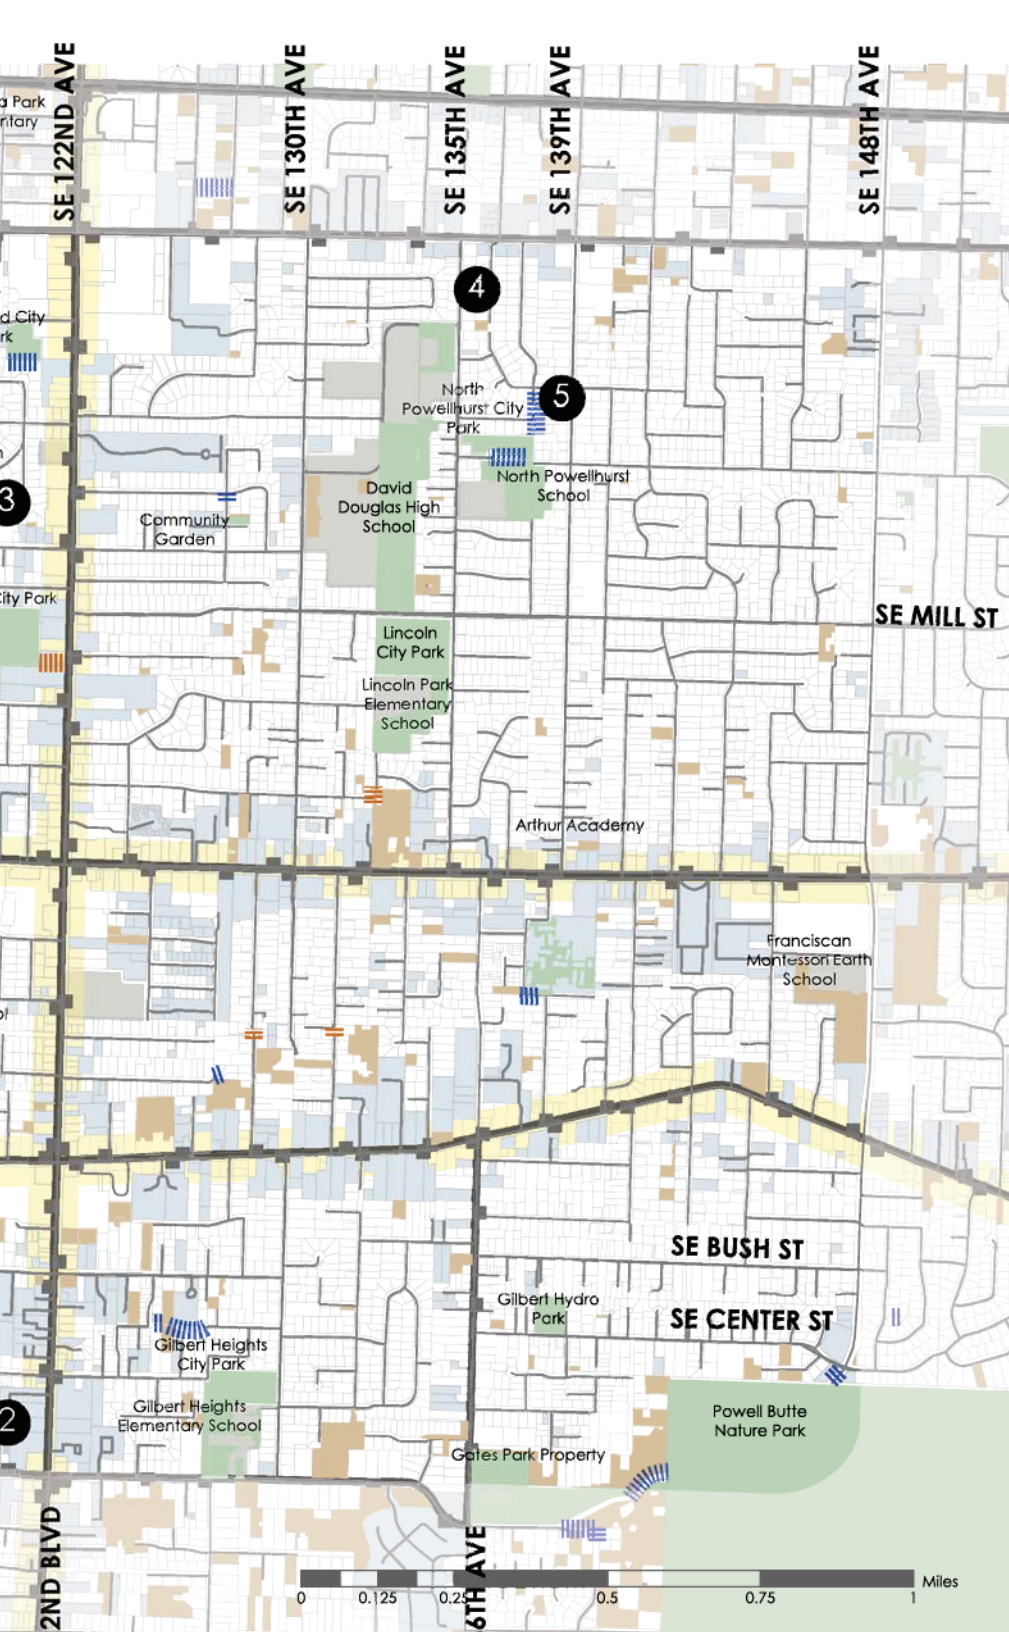 SE 122ND AVE
SE 130TH AVE
SE 135TH AVE
SE 139TH AVE
SE 148TH AVE
Park
ntary
4
d City
rk
North
Powellhurst City
Park
5
North Powellhurst
School
3
David
Douglas High
School
Community
Garden
City Park
SE MILL ST
Lincoln
City Park
Lincoln Park
Elementary
School
Arthur Academy
Franciscan
Montessori Earth
School
SE BUSH ST
Gilbert Hydro
Park
SE CENTER ST
Gilbert Heights
City Park
Gilbert Heights
Elementary School
2
Powell Butte
Nature Park
Gates Park Property
2ND BLVD
6TH AVE
0
0.125
0.25
0.5
0.75
1
Miles